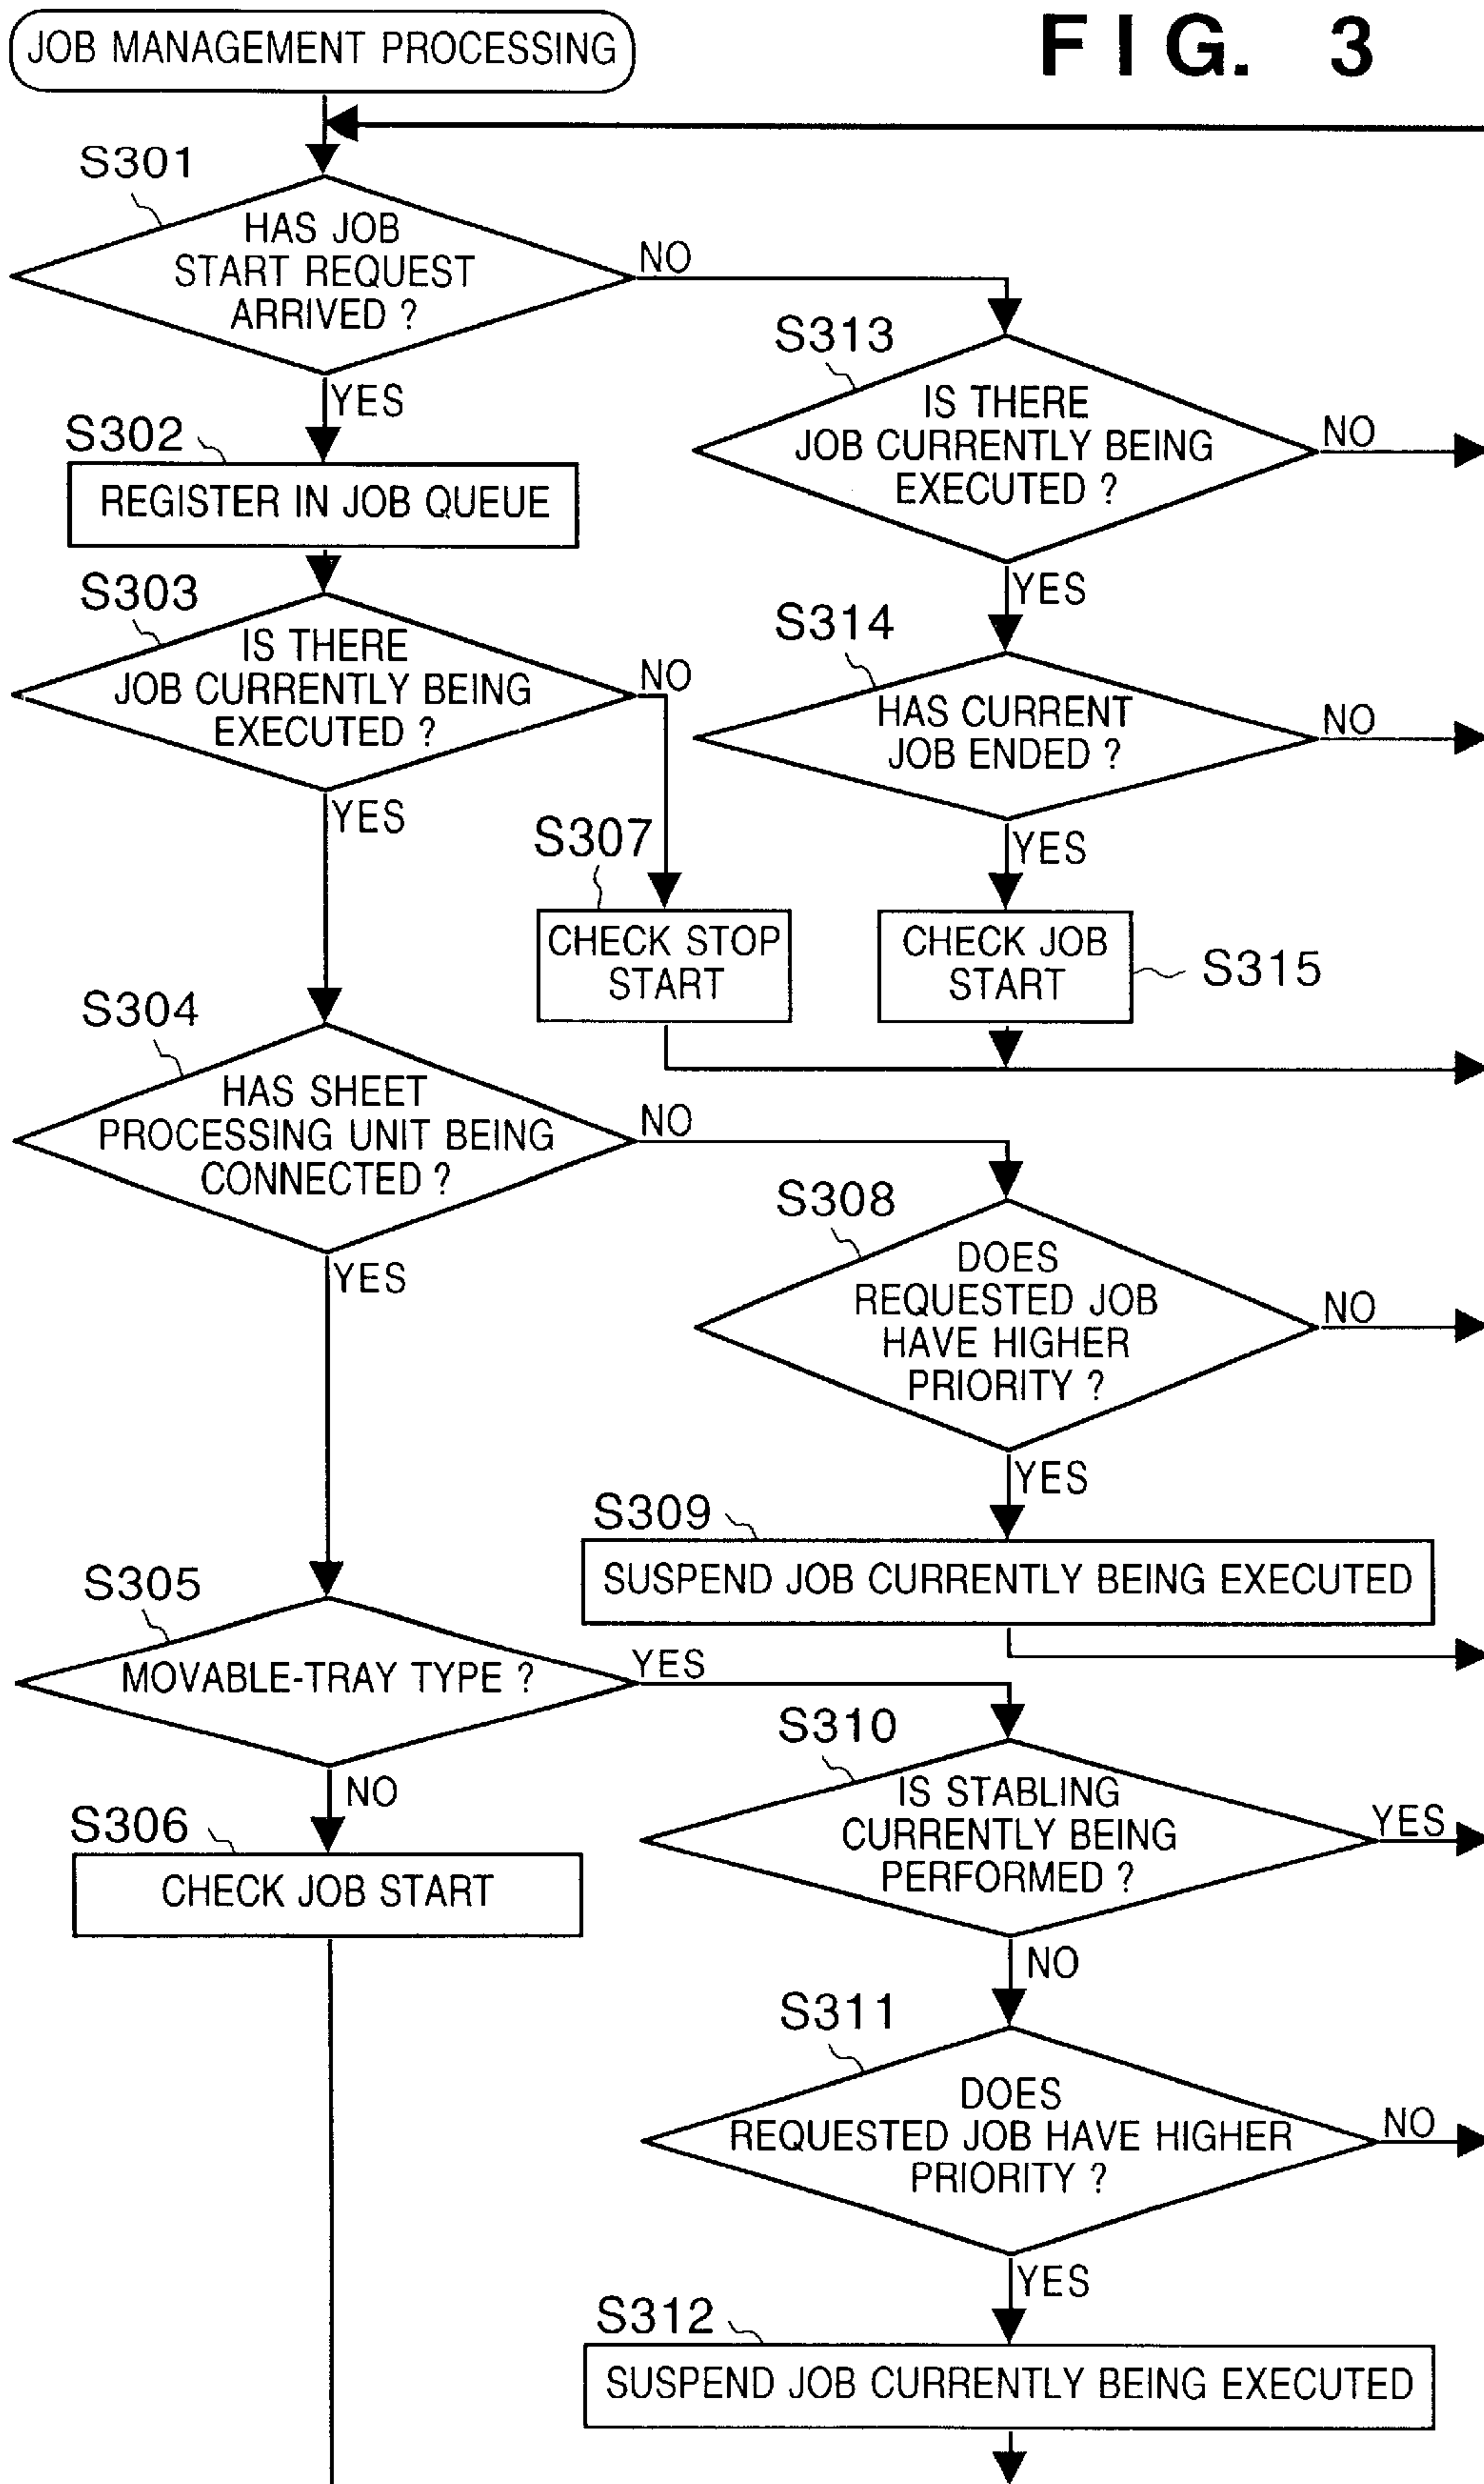 FIG. 3
JOB MANAGEMENT PROCESSING
S301
HAS JOB
START REQUEST
ARRIVED ?
NO
YES
S302
REGISTER IN JOB QUEUE
S303
IS THERE
JOB CURRENTLY BEING
EXECUTED ?
NO
YES
S307
CHECK STOP
START
S313
IS THERE
JOB CURRENTLY BEING
EXECUTED ?
NO
YES
S314
HAS CURRENT
JOB ENDED ?
NO
YES
CHECK JOB
START
S315
S304
HAS SHEET
PROCESSING UNIT BEING
CONNECTED ?
NO
YES
S308
DOES
REQUESTED JOB
HAVE HIGHER
PRIORITY ?
NO
YES
S309
SUSPEND JOB CURRENTLY BEING EXECUTED
S305
MOVABLE-TRAY TYPE ?
YES
NO
S306
CHECK JOB START
S310
IS STABLING
CURRENTLY BEING
PERFORMED ?
YES
NO
S311
DOES
REQUESTED JOB HAVE HIGHER
PRIORITY ?
NO
YES
S312
SUSPEND JOB CURRENTLY BEING EXECUTED